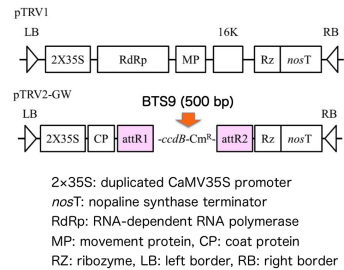 pTRV1
LB 16K RB
2X35S RdRp MP Rz nosT
pTRV2-GW
BTS9 (500 bp)
LB RB
2X35S CP attR1 -ccdB-Cmᴿ- attR2 Rz nosT
2×35S: duplicated CaMV35S promoter
nosT: nopaline synthase terminator
RdRp: RNA-dependent RNA polymerase
MP: movement protein, CP: coat protein
RZ: ribozyme, LB: left border, RB: right border